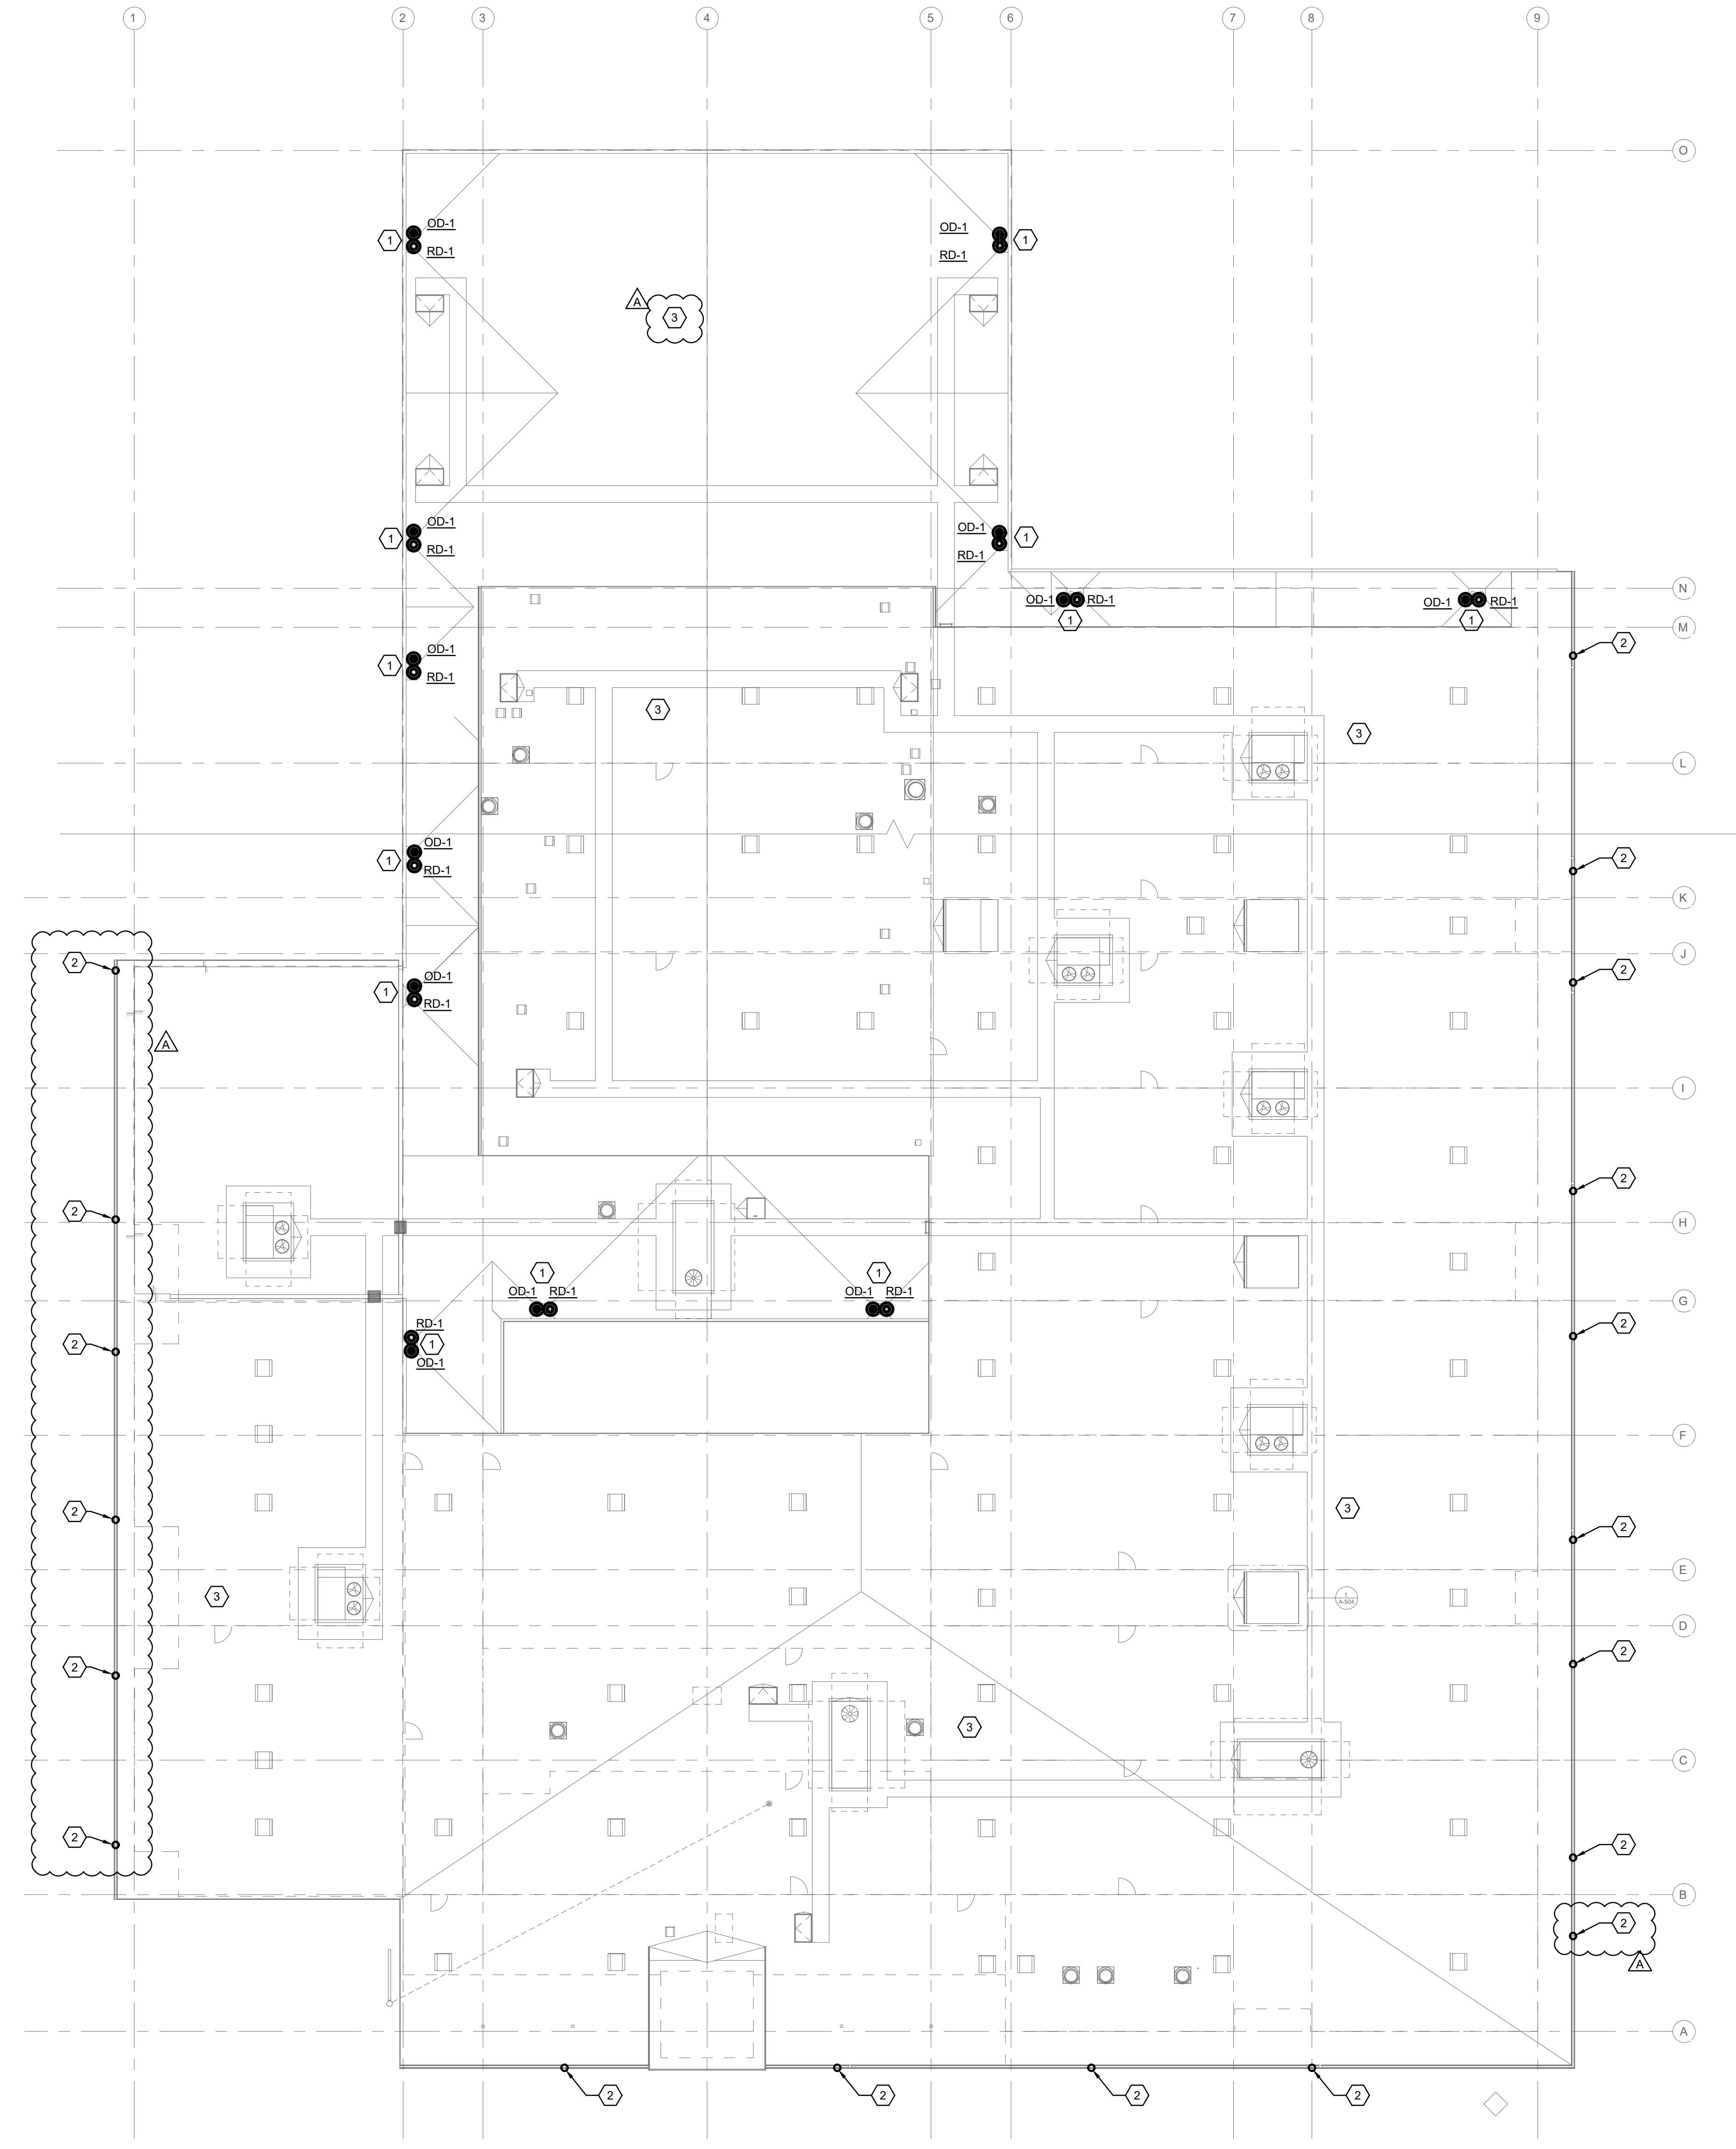 1 2 3 4 5 6 7 8 9
O
OD-1 OD-1
1 1
RD-1 RD-1
A
3
OD-1 OD-1
1 1
RD-1 RD-1
N
OD-1 RD-1 OD-1 RD-1
1 1
M
2
OD-1
1
RD-1
3
3
L
OD-1
1
RD-1
2
K
J
2
OD-1
1
RD-1
2
A
I
2
2
H
1 1
OD-1 RD-1 OD-1 RD-1
G
RD-1
2
1
2
OD-1
F
3
2
2
E
3
1
A-504
D
2
2
3
C
2
2
B
2
A
A
2 2 2 2